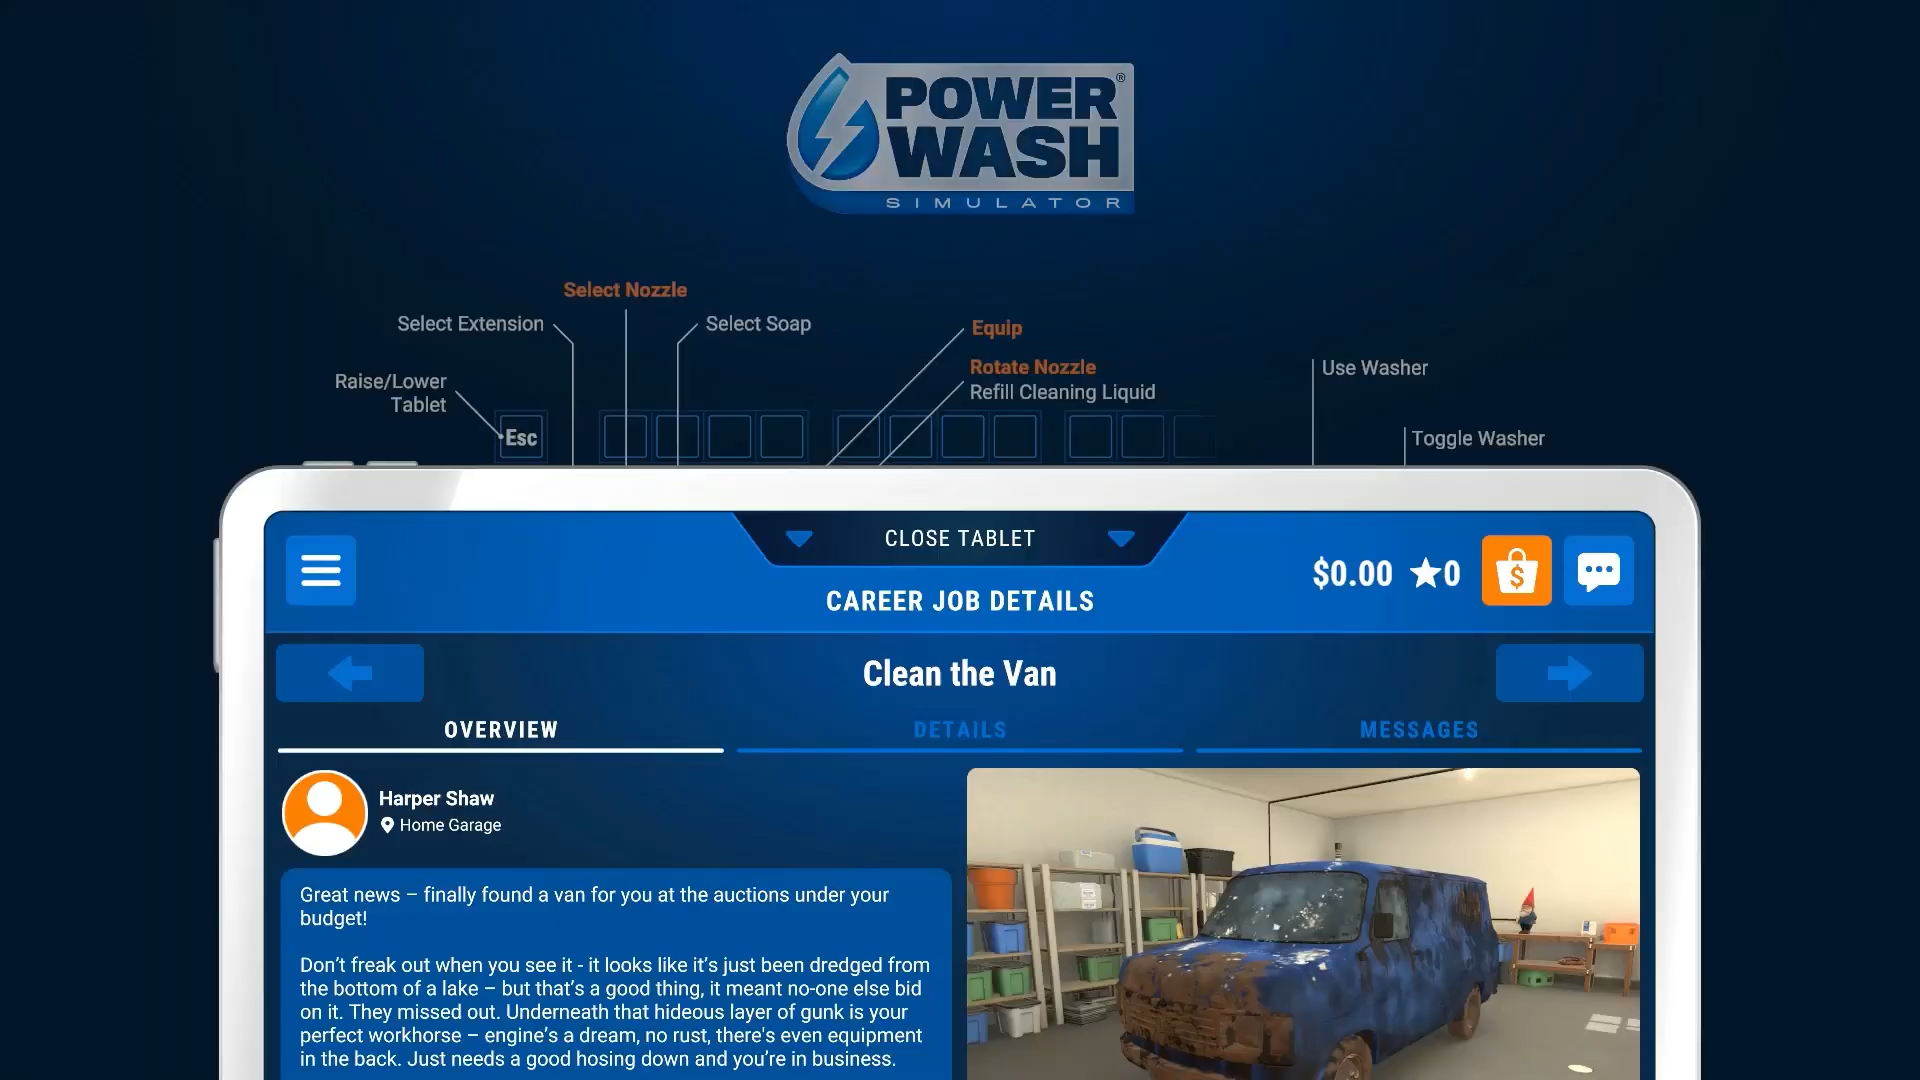 POWER®
WASH
SIMULATOR
Select Nozzle
Select Extension
Select Soap
Equip
Rotate Nozzle
Refill Cleaning Liquid
Use Washer
Raise/Lower
Tablet
Esc
Toggle Washer
CLOSE TABLET
$0.00 ★0
$
CAREER JOB DETAILS
Clean the Van
OVERVIEW
DETAILS
MESSAGES
Harper Shaw
Home Garage
Great news – finally found a van for you at the auctions under your
budget!
Don’t freak out when you see it - it looks like it’s just been dredged from
the bottom of a lake – but that’s a good thing, it meant no-one else bid
on it. They missed out. Underneath that hideous layer of gunk is your
perfect workhorse – engine’s a dream, no rust, there's even equipment
in the back. Just needs a good hosing down and you’re in business.